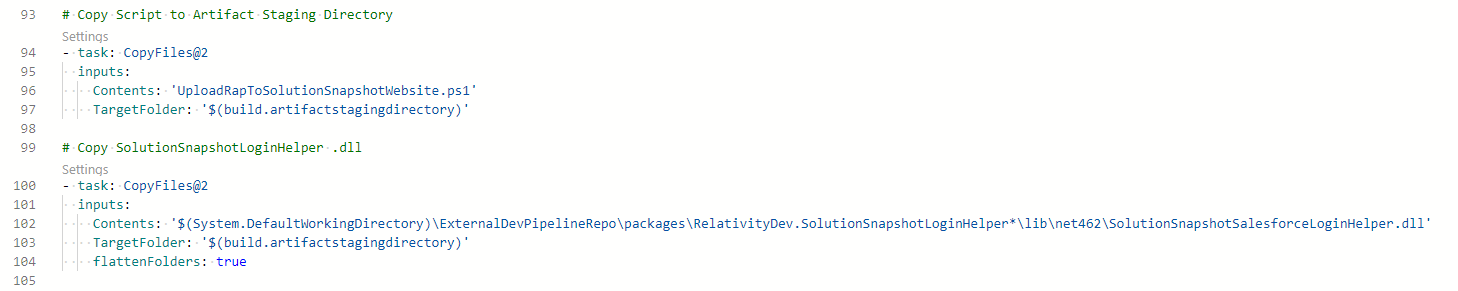 93 # Copy Script to Artifact Staging Directory
Settings
94 - task: CopyFiles@2
95 inputs:
96 Contents: 'UploadRapToSolutionSnapshotWebsite.ps1'
97 TargetFolder: '$(build.artifactstagingdirectory)'
98
99 # Copy SolutionSnapshotLoginHelper .dll
Settings
100 - task: CopyFiles@2
101 inputs:
102 Contents: '$(System.DefaultWorkingDirectory)\ExternalDevPipelineRepo\packages\RelativityDev.SolutionSnapshotLoginHelper*\lib\net462\SolutionSnapshotSalesforceLoginHelper.dll'
103 TargetFolder: '$(build.artifactstagingdirectory)'
104 flattenFolders: true
105